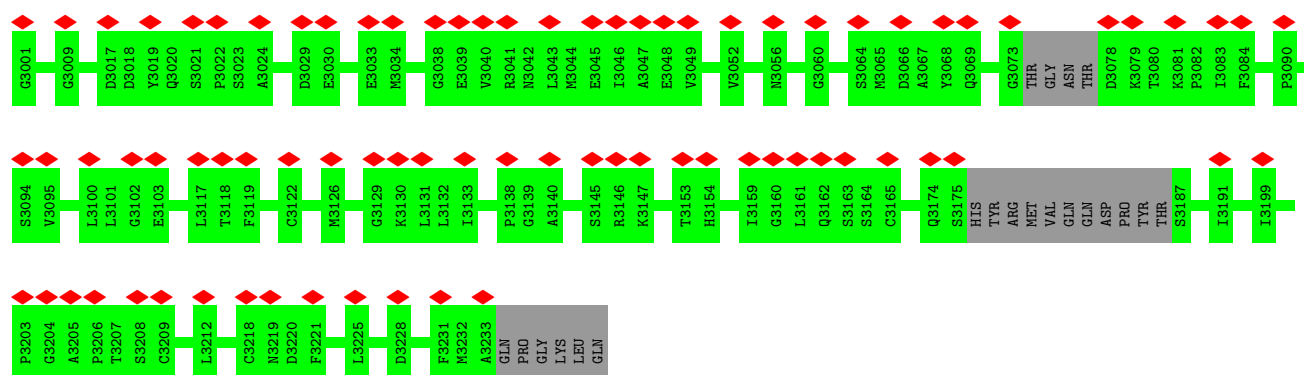 G3001 G3009 D3017 D3018 Y3019 Q3020 S3021 P3022 S3023 A3024 D3029 E3030 E3033 M3034 G3038 E3039 V3040 R3041 N3042 L3043 M3044 E3045 I3046 A3047 E3048 V3049 V3052 N3056 G3060 S3064 M3065 D3066 A3067 Y3068 Q3069 G3073 THR GLY ASN THR D3078 K3079 T3080 K3081 P3082 I3083 F3084 P3090
S3094 V3095 L3100 L3101 G3102 E3103 L3117 T3118 F3119 C3122 M3126 G3129 K3130 L3131 L3132 I3133 P3138 G3139 A3140 S3145 R3146 K3147 T3153 H3154 I3159 G3160 L3161 Q3162 S3163 S3164 C3165 Q3174 S3175 HIS TYR ARG MET VAL GLN GLN ASP PRO TYR THR S3187 I3191 I3199
P3203 G3204 A3205 P3206 T3207 S3208 C3209 L3212 C3218 N3219 D3220 F3221 L3225 D3228 F3231 M3232 A3233 GLN PRO GLY LYS LEU GLN